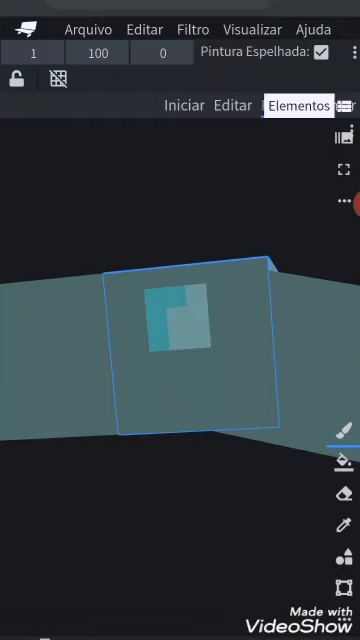 Arquivo Editar Filtro Visualizar Ajuda
1 100 0 Pintura Espelhada:
Iniciar Editar Elementos
Made with
VideoShow